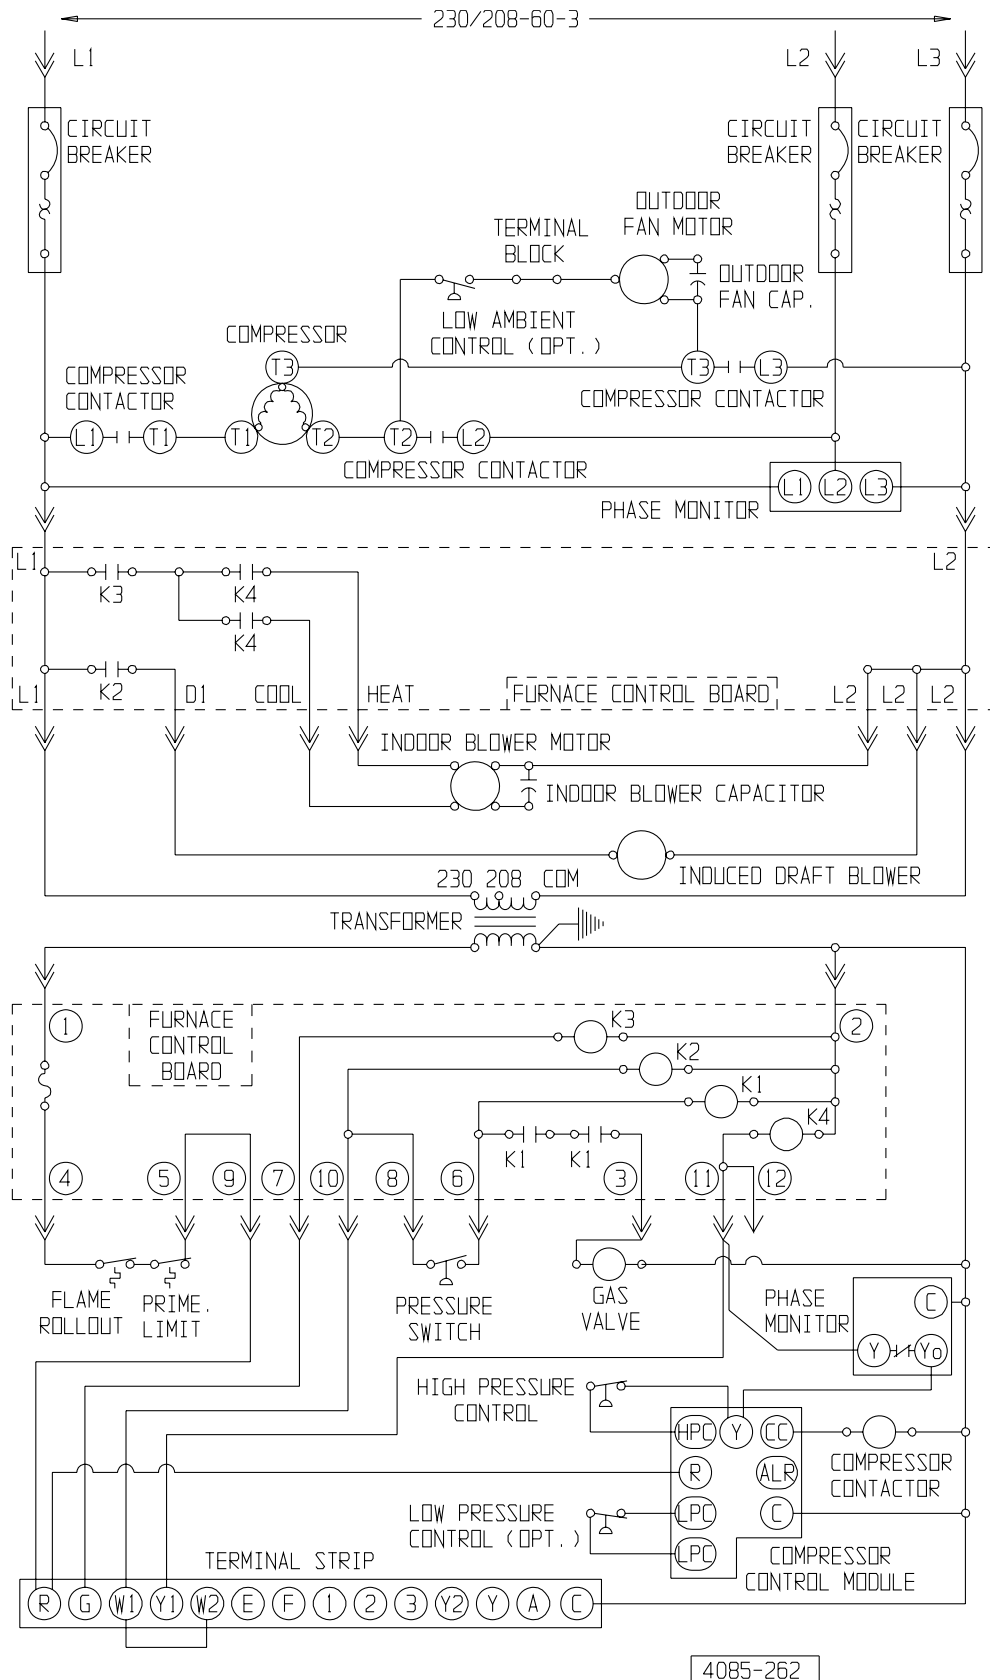 230/208-60-3
L1
L2
L3
CIRCUIT
BREAKER
CIRCUIT
BREAKER
CIRCUIT
BREAKER
OUTDOOR
FAN MOTOR
TERMINAL
BLOCK
OUTDOOR
FAN CAP.
LOW AMBIENT
CONTROL (OPT.)
COMPRESSOR
T3
T3
L3
COMPRESSOR
CONTACTOR
COMPRESSOR CONTACTOR
L1
T1
T1
T2
T2
L2
COMPRESSOR CONTACTOR
L1
L2
L3
PHASE MONITOR
L1
L2
K3
K4
K4
K2
L1
D1
COOL
HEAT
FURNACE CONTROL BOARD
L2
L2
L2
INDOOR BLOWER MOTOR
INDOOR BLOWER CAPACITOR
INDUCED DRAFT BLOWER
230 208 COM
TRANSFORMER
1
FURNACE
CONTROL
BOARD
K3
2
K2
K1
K4
K1
K1
4
5
9
7
10
8
6
3
11
12
FLAME
ROLLOUT
PRIME.
LIMIT
PRESSURE
SWITCH
GAS
VALVE
PHASE
MONITOR
C
Y
Yo
HIGH PRESSURE
CONTROL
HPC
Y
CC
COMPRESSOR
CONTACTOR
R
ALR
LOW PRESSURE
CONTROL (OPT.)
LPC
C
LPC
COMPRESSOR
CONTROL MODULE
TERMINAL STRIP
R G W1 Y1 W2 E F 1 2 3 Y2 Y A C
4085-262